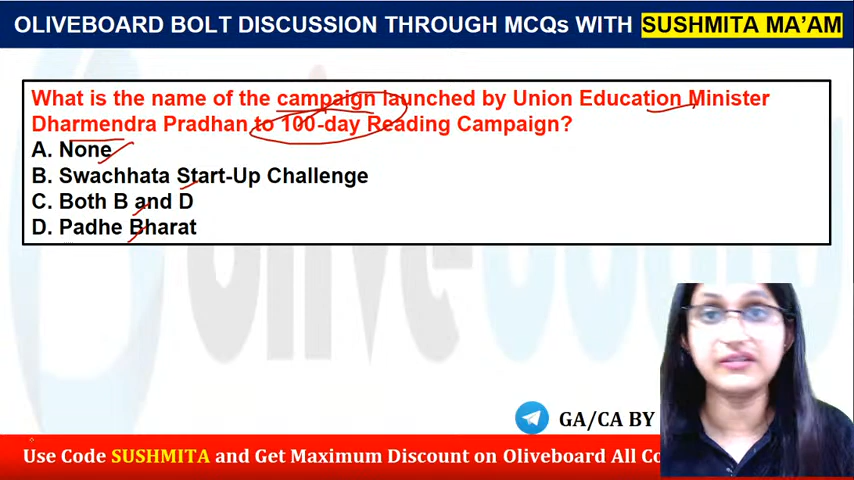 OLIVEBOARD BOLT DISCUSSION THROUGH MCQs WITH SUSHMITA MA'AM
What is the name of the campaign launched by Union Education Minister
Dharmendra Pradhan to 100-day Reading Campaign?
A. None
B. Swachhata Start-Up Challenge
C. Both B and D
D. Padhe Bharat
GA/CA BY
Use Code SUSHMITA and Get Maximum Discount on Oliveboard All